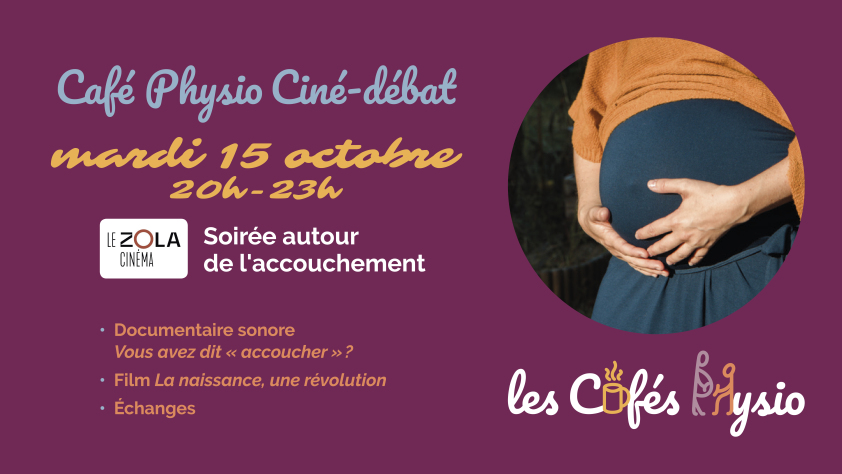 Café Physio Ciné-débat
mardi 15 octobre
20h-23h
LE ZOLA
CINÉMA
Soirée autour
de l'accouchement
• Documentaire sonore
Vous avez dit « accoucher » ?
• Film La naissance, une révolution
• Échanges
les Cafés Physio